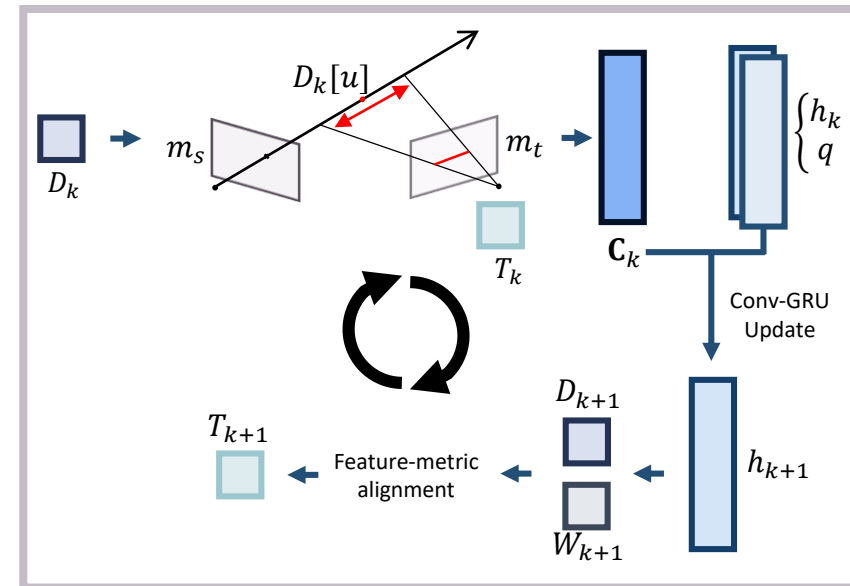 D_k[u]
m_s
m_t
h_k
q
D_k
T_k
C_k
Conv-GRU
Update
D_{k+1}
T_{k+1}
Feature-metric
alignment
h_{k+1}
W_{k+1}